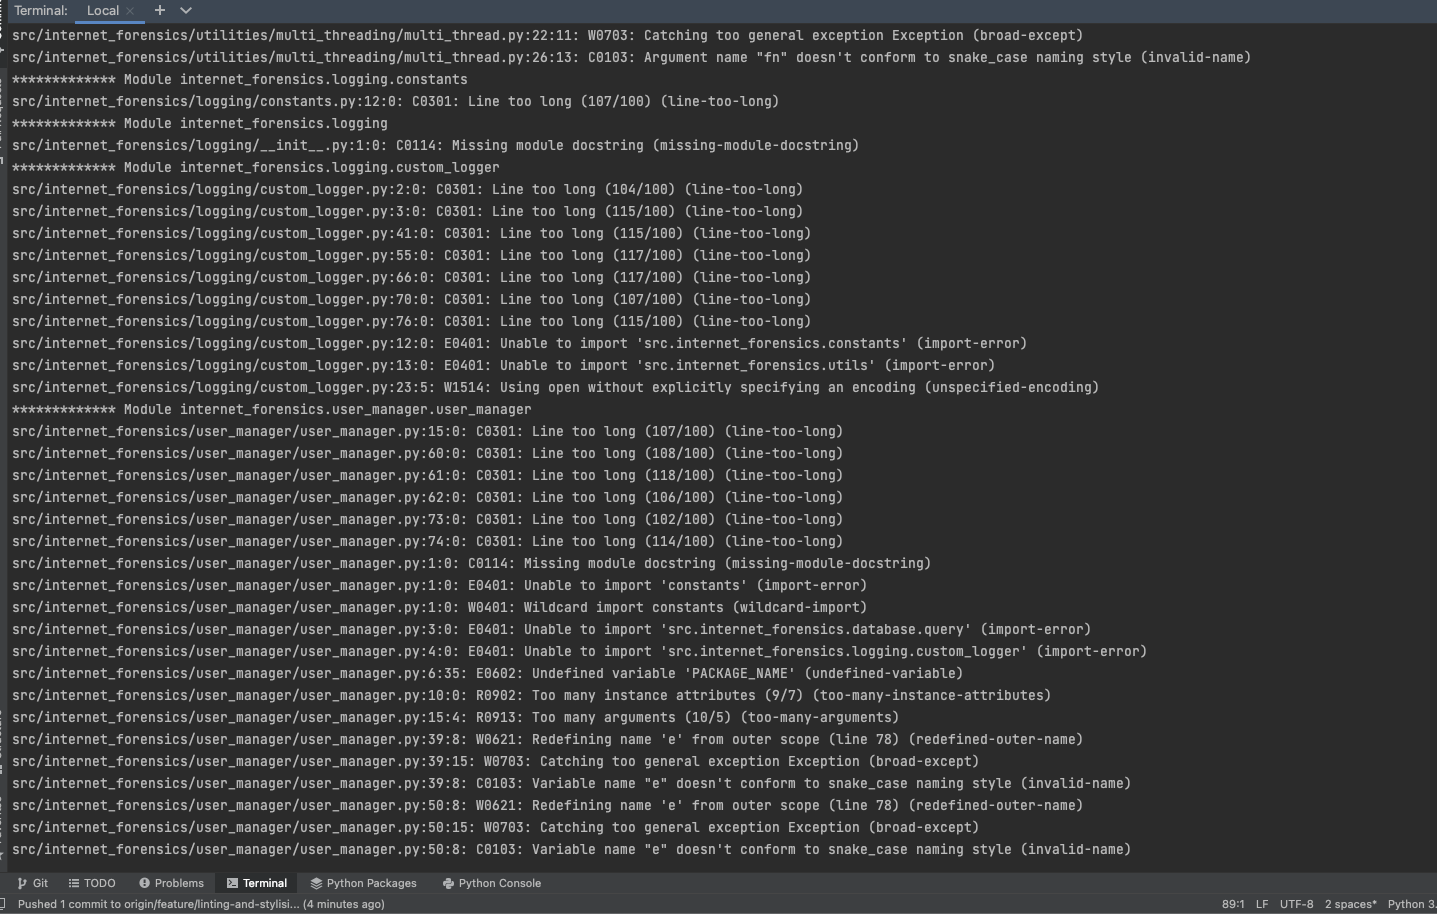 Terminal: Local × +
src/internet_forensics/utilities/multi_threading/multi_thread.py:22:11: W0703: Catching too general exception Exception (broad-except)
src/internet_forensics/utilities/multi_threading/multi_thread.py:26:13: C0103: Argument name "fn" doesn't conform to snake_case naming style (invalid-name)
************* Module internet_forensics.logging.constants
src/internet_forensics/logging/constants.py:12:0: C0301: Line too long (107/100) (line-too-long)
************* Module internet_forensics.logging
src/internet_forensics/logging/__init__.py:1:0: C0114: Missing module docstring (missing-module-docstring)
************* Module internet_forensics.logging.custom_logger
src/internet_forensics/logging/custom_logger.py:2:0: C0301: Line too long (104/100) (line-too-long)
src/internet_forensics/logging/custom_logger.py:3:0: C0301: Line too long (115/100) (line-too-long)
src/internet_forensics/logging/custom_logger.py:41:0: C0301: Line too long (115/100) (line-too-long)
src/internet_forensics/logging/custom_logger.py:55:0: C0301: Line too long (117/100) (line-too-long)
src/internet_forensics/logging/custom_logger.py:66:0: C0301: Line too long (117/100) (line-too-long)
src/internet_forensics/logging/custom_logger.py:70:0: C0301: Line too long (107/100) (line-too-long)
src/internet_forensics/logging/custom_logger.py:76:0: C0301: Line too long (115/100) (line-too-long)
src/internet_forensics/logging/custom_logger.py:12:0: E0401: Unable to import 'src.internet_forensics.constants' (import-error)
src/internet_forensics/logging/custom_logger.py:13:0: E0401: Unable to import 'src.internet_forensics.utils' (import-error)
src/internet_forensics/logging/custom_logger.py:23:5: W1514: Using open without explicitly specifying an encoding (unspecified-encoding)
************* Module internet_forensics.user_manager.user_manager
src/internet_forensics/user_manager/user_manager.py:15:0: C0301: Line too long (107/100) (line-too-long)
src/internet_forensics/user_manager/user_manager.py:60:0: C0301: Line too long (108/100) (line-too-long)
src/internet_forensics/user_manager/user_manager.py:61:0: C0301: Line too long (118/100) (line-too-long)
src/internet_forensics/user_manager/user_manager.py:62:0: C0301: Line too long (106/100) (line-too-long)
src/internet_forensics/user_manager/user_manager.py:73:0: C0301: Line too long (102/100) (line-too-long)
src/internet_forensics/user_manager/user_manager.py:74:0: C0301: Line too long (114/100) (line-too-long)
src/internet_forensics/user_manager/user_manager.py:1:0: C0114: Missing module docstring (missing-module-docstring)
src/internet_forensics/user_manager/user_manager.py:1:0: E0401: Unable to import 'constants' (import-error)
src/internet_forensics/user_manager/user_manager.py:1:0: W0401: Wildcard import constants (wildcard-import)
src/internet_forensics/user_manager/user_manager.py:3:0: E0401: Unable to import 'src.internet_forensics.database.query' (import-error)
src/internet_forensics/user_manager/user_manager.py:4:0: E0401: Unable to import 'src.internet_forensics.logging.custom_logger' (import-error)
src/internet_forensics/user_manager/user_manager.py:6:35: E0602: Undefined variable 'PACKAGE_NAME' (undefined-variable)
src/internet_forensics/user_manager/user_manager.py:10:0: R0902: Too many instance attributes (9/7) (too-many-instance-attributes)
src/internet_forensics/user_manager/user_manager.py:15:4: R0913: Too many arguments (10/5) (too-many-arguments)
src/internet_forensics/user_manager/user_manager.py:39:8: W0621: Redefining name 'e' from outer scope (line 78) (redefined-outer-name)
src/internet_forensics/user_manager/user_manager.py:39:15: W0703: Catching too general exception Exception (broad-except)
src/internet_forensics/user_manager/user_manager.py:39:8: C0103: Variable name "e" doesn't conform to snake_case naming style (invalid-name)
src/internet_forensics/user_manager/user_manager.py:50:8: W0621: Redefining name 'e' from outer scope (line 78) (redefined-outer-name)
src/internet_forensics/user_manager/user_manager.py:50:15: W0703: Catching too general exception Exception (broad-except)
src/internet_forensics/user_manager/user_manager.py:50:8: C0103: Variable name "e" doesn't conform to snake_case naming style (invalid-name)
Git TODO Problems Terminal Python Packages Python Console
Pushed 1 commit to origin/feature/linting-and-stylisi... (4 minutes ago) 89:1 LF UTF-8 2 spaces* Python 3.